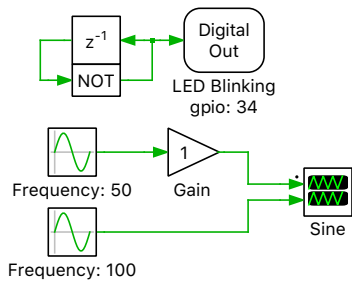 z-1
NOT
Digital
Out
LED Blinking
gpio: 34
Frequency: 50
1
Gain
Frequency: 100
Sine